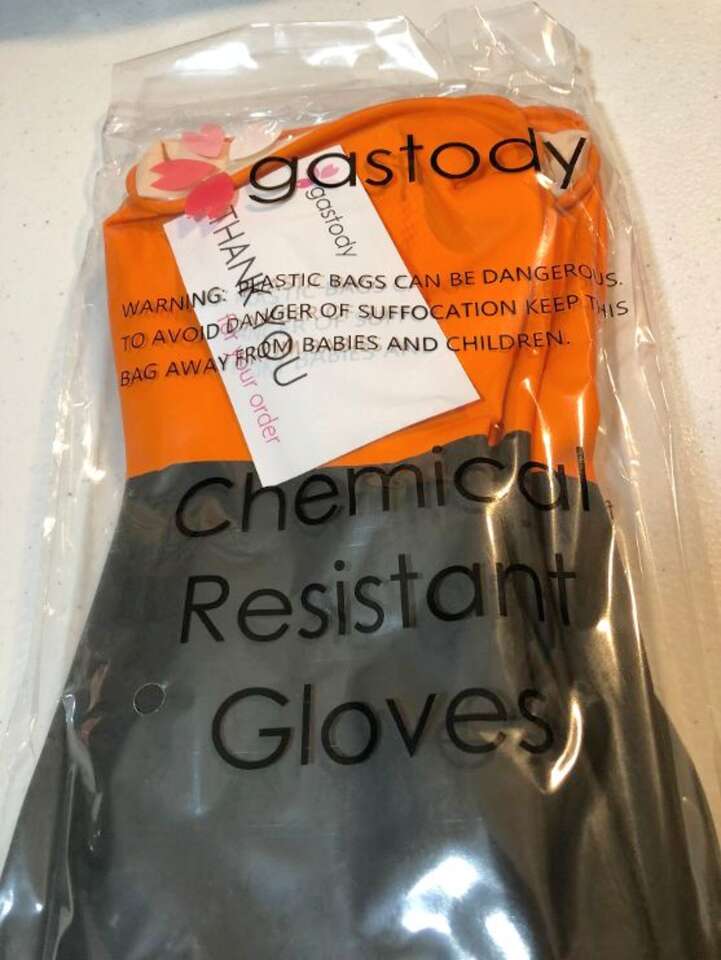 gastody
gastody
THANK YOU
for your order
WARNING: PLASTIC BAGS CAN BE DANGEROUS.
TO AVOID DANGER OF SUFFOCATION KEEP THIS
BAG AWAY FROM BABIES AND CHILDREN.
Chemical
Resistant
Gloves